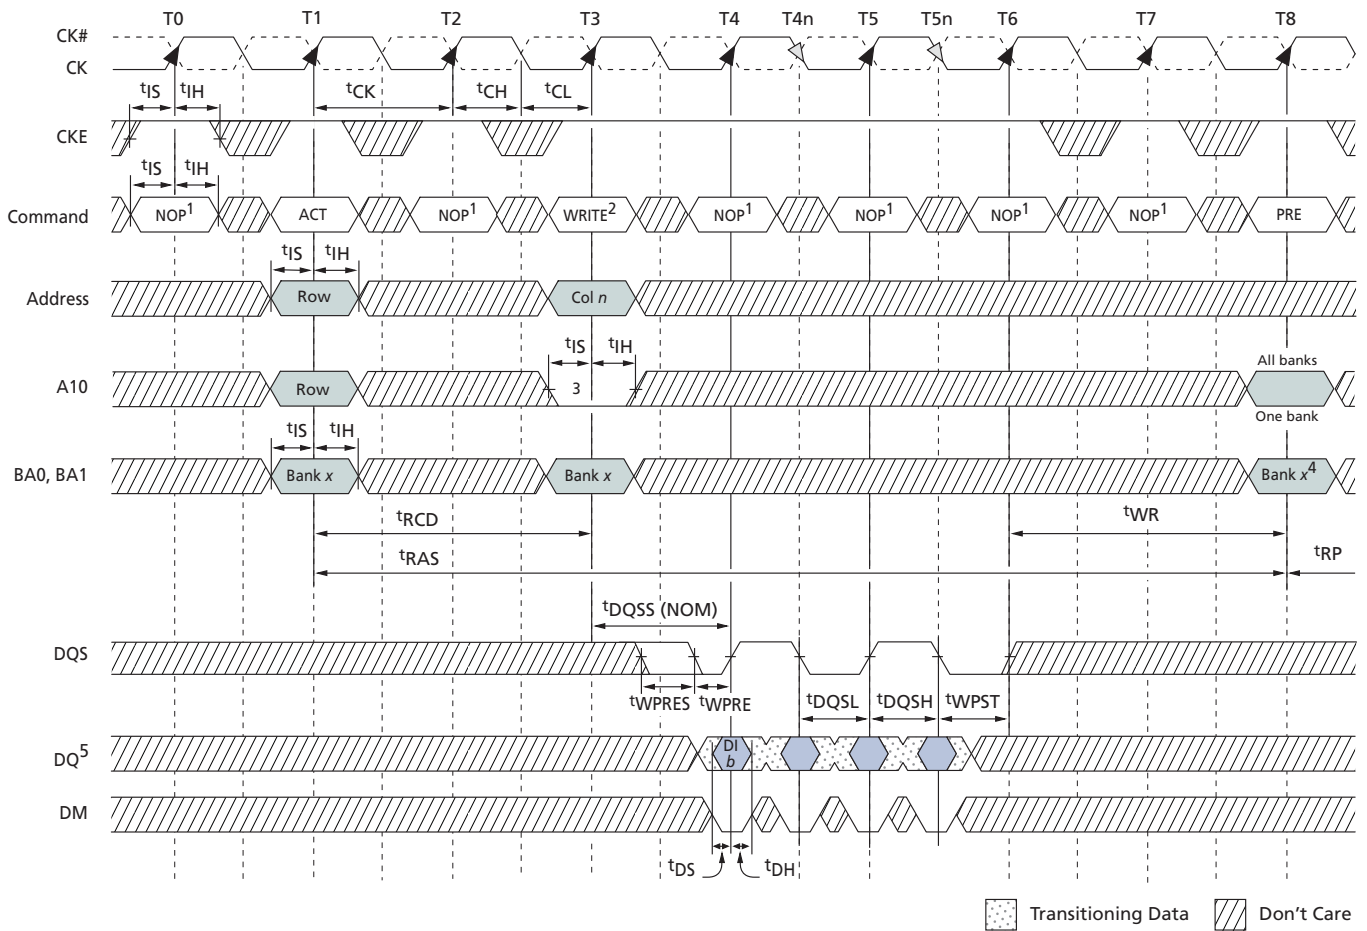 T0 T1 T2 T3 T4 T4n T5 T5n T6 T7 T8
CK#
CK
tIS tIH tCK tCH tCL
CKE
tIS tIH
Command NOP1 ACT NOP1 WRITE2 NOP1 NOP1 NOP1 NOP1 PRE
tIS tIH
Address Row Col n
tIS tIH All banks
A10 Row 3
One bank
tIS tIH
BA0, BA1 Bank x Bank x Bank x4
tRCD tWR
tRAS tRP
tDQSS (NOM)
DQS
tWPRES tWPRE tDQSL tDQSH tWPST
DQ5 DI
b
DM
tDS tDH
Transitioning Data Don't Care